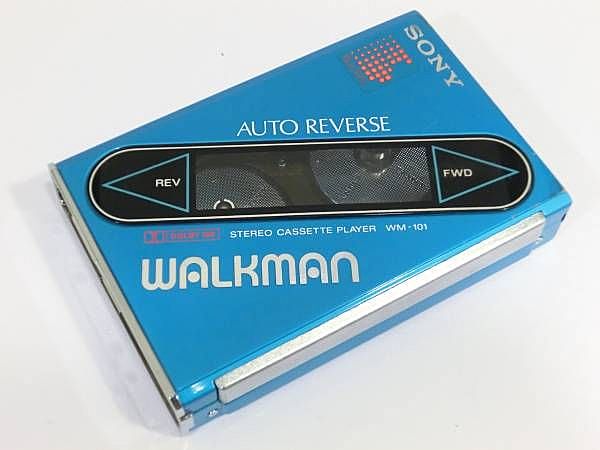 SONY
AUTO REVERSE
REV
FWD
DOLBY NR
STEREO CASSETTE PLAYER WM-101
WALKMAN